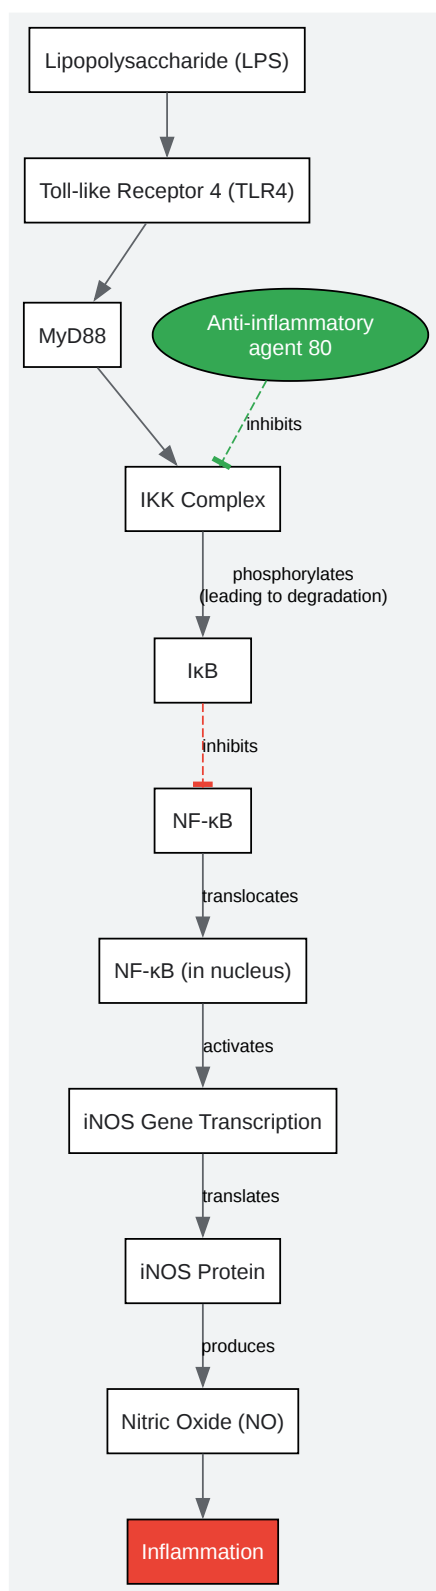 Lipopolysaccharide (LPS)
Toll-like Receptor 4 (TLR4)
MyD88
Anti-inflammatory
agent 80
inhibits
IKK Complex
phosphorylates
(leading to degradation)
IκB
inhibits
NF-κB
translocates
NF-κB (in nucleus)
activates
iNOS Gene Transcription
translates
iNOS Protein
produces
Nitric Oxide (NO)
Inflammation